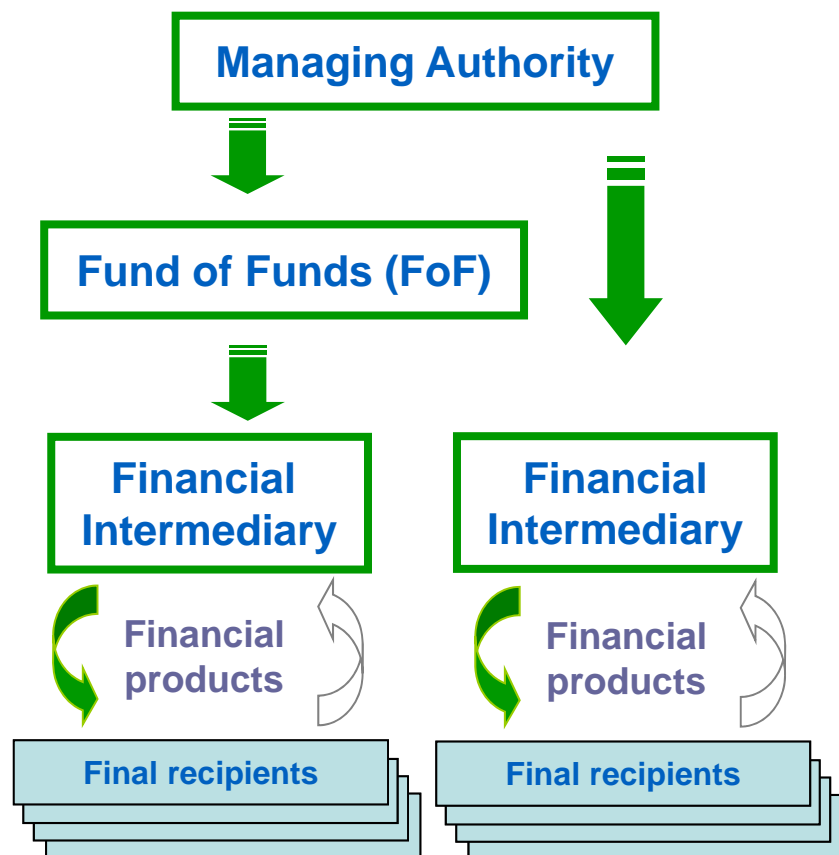 Managing Authority
Fund of Funds (FoF)
Financial
Intermediary
Financial
Intermediary
Financial
products
Financial
products
Final recipients
Final recipients